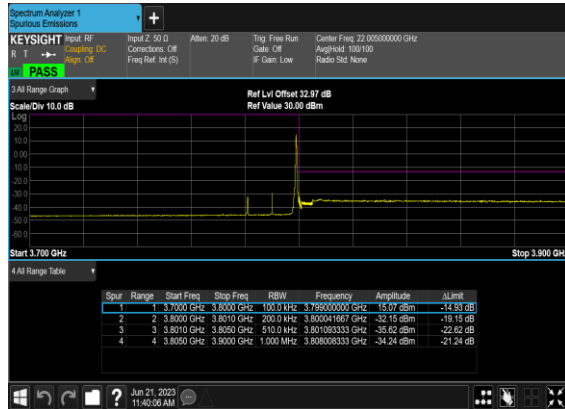 Spectrum Analyzer 1
Spurious Emissions
+
KEYSIGHT Input: RF Input Z: 50 Ω Atten: 20 dB Trig: Free Run Center Freq: 22.005000000 GHz
R T Coupling: DC Corrections: Off Gate: Off Avg|Hold: 100/100
Align: Off Freq Ref: Int (S) IF Gain: Low Radio Std: None
PASS
3 All Range Graph
Ref Lvl Offset 32.97 dB
Scale/Div 10.0 dB Ref Value 30.00 dBm
Log
20.0
10.0
0.00
-10.0
-20.0
-30.0
-40.0
-50.0
-60.0
Start 3.700 GHz Stop 3.900 GHz
4 All Range Table
Spur Range Start Freq Stop Freq RBW Frequency Amplitude ΔLimit
1 1 3.7000 GHz 3.8000 GHz 100.0 kHz 3.799000000 GHz 15.07 dBm -14.93 dB
2 2 3.8000 GHz 3.8010 GHz 200.0 kHz 3.800041667 GHz -32.15 dBm -19.15 dB
3 3 3.8010 GHz 3.8050 GHz 510.0 kHz 3.801093333 GHz -35.62 dBm -22.62 dB
4 4 3.8050 GHz 3.9000 GHz 1.000 MHz 3.808008333 GHz -34.24 dBm -21.24 dB
? Jun 21, 2023
11:40:06 AM